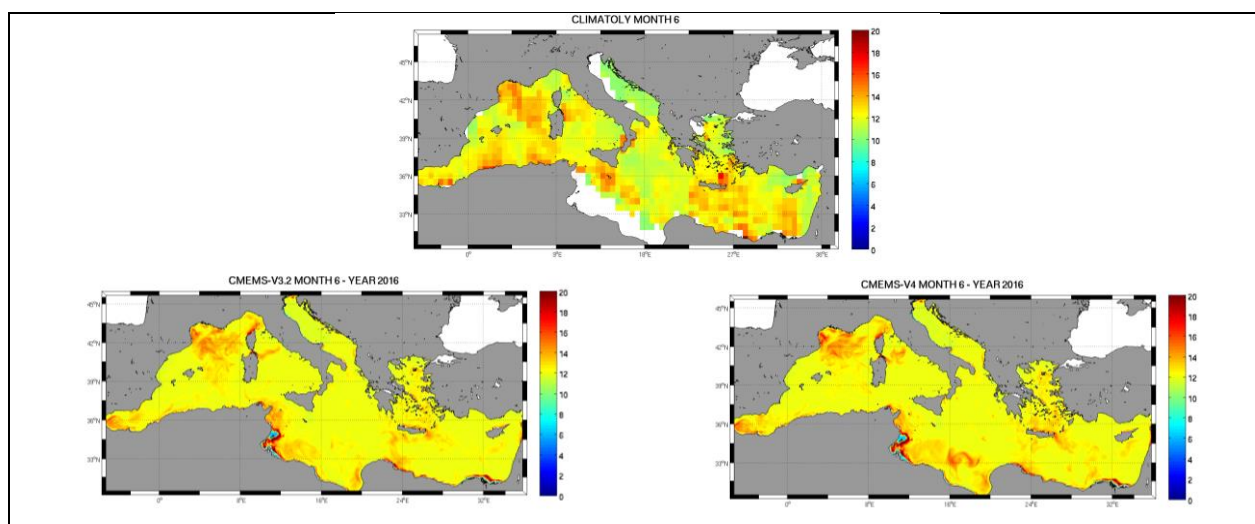 CLIMATOLY MONTH 6
20
18
16
14
12
10
8
6
4
2
0
45°N
42°N
39°N
36°N
33°N
0°
9°E
18°E
27°E
36°E
CMEMS-V3.2 MONTH 6 - YEAR 2016
20
18
16
14
12
10
8
6
4
2
0
45°N
42°N
39°N
36°N
33°N
0°
8°E
16°E
24°E
32°E
CMEMS-V4 MONTH 6 - YEAR 2016
20
18
16
14
12
10
8
6
4
2
0
45°N
42°N
39°N
36°N
33°N
0°
8°E
16°E
24°E
32°E